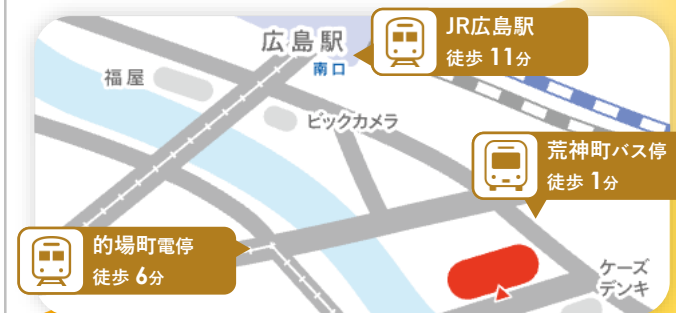 JR広島駅
徒歩 11分
広島駅
南口
福屋
ビックカメラ
荒神町バス停
徒歩 1分
的場町電停
徒歩 6分
ケーズ
デンキ